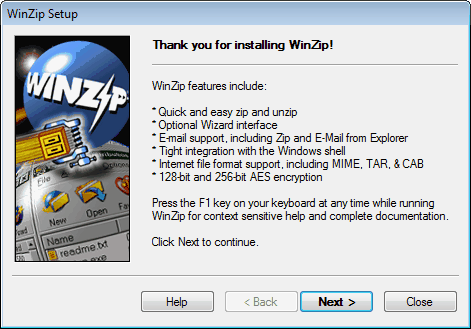 WinZip Setup
WINZIP
File Actions
New
Open
Favorites
Name
readme.txt
.exe
Thank you for installing WinZip!
WinZip features include:
* Quick and easy zip and unzip
* Optional Wizard interface
* E-mail support, including Zip and E-Mail from Explorer
* Tight integration with the Windows shell
* Internet file format support, including MIME, TAR, & CAB
* 128-bit and 256-bit AES encryption
Press the F1 key on your keyboard at any time while running
WinZip for context sensitive help and complete documentation.
Click Next to continue.
Help
< Back
Next >
Close